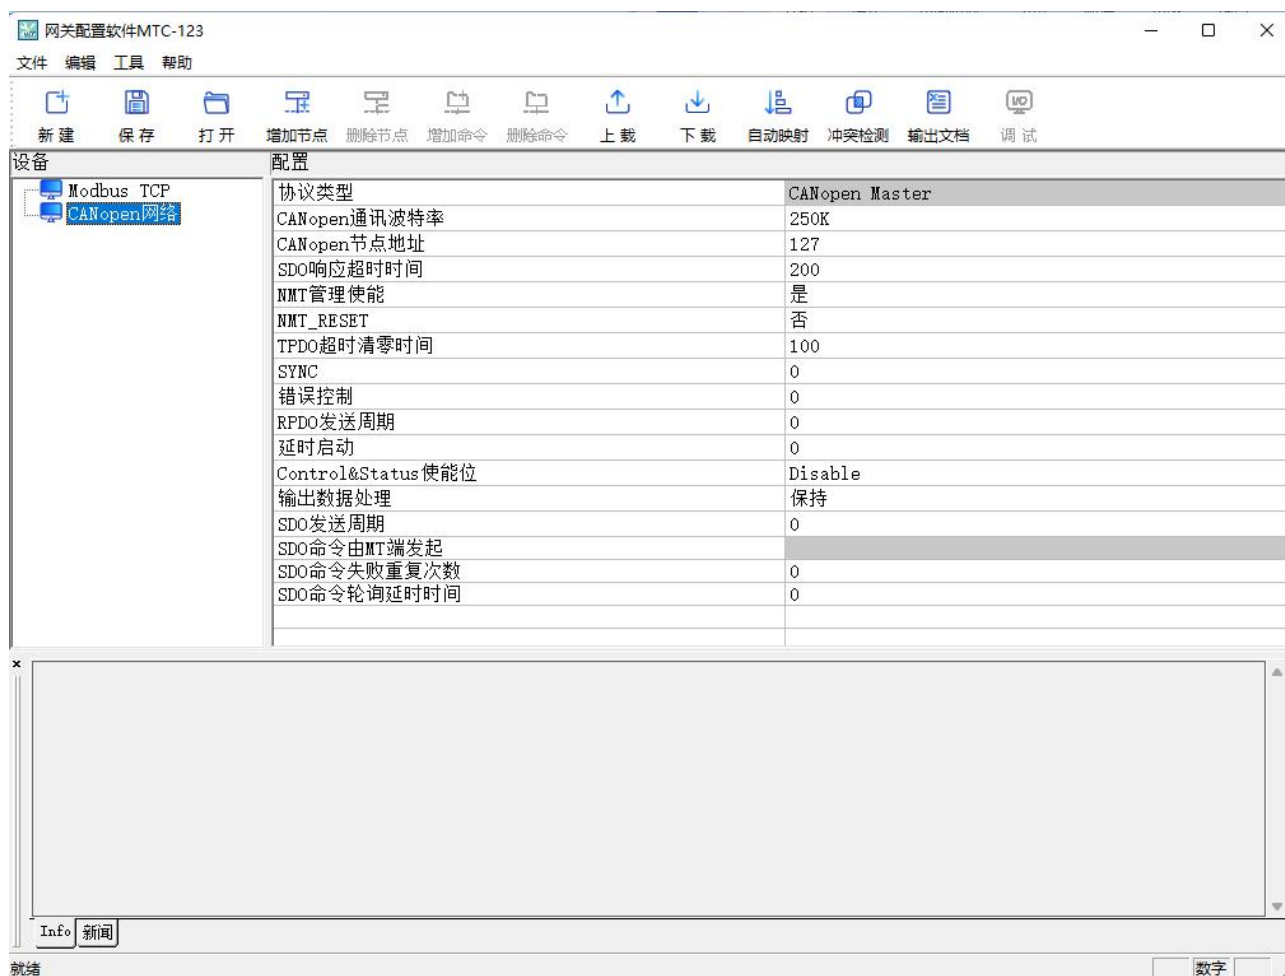 网关配置软件MTC-123
文件 编辑 工具 帮助
新建 保存 打开 增加节点 删除节点 增加命令 删除命令 上载 下载 自动映射 冲突检测 输出文档 调试
设备 配置
Modbus TCP
CANopen网络
协议类型 CANopen Master
CANopen通讯波特率 250K
CANopen节点地址 127
SDO响应超时时间 200
NMT管理使能 是
NMT_RESET 否
TPDO超时清零时间 100
SYNC 0
错误控制 0
RPDO发送周期 0
延时启动 0
Control&Status使能位 Disable
输出数据处理 保持
SDO发送周期 0
SDO命令由MT端发起
SDO命令失败重复次数 0
SDO命令轮询延时时间 0
Info 新闻
就绪 数字